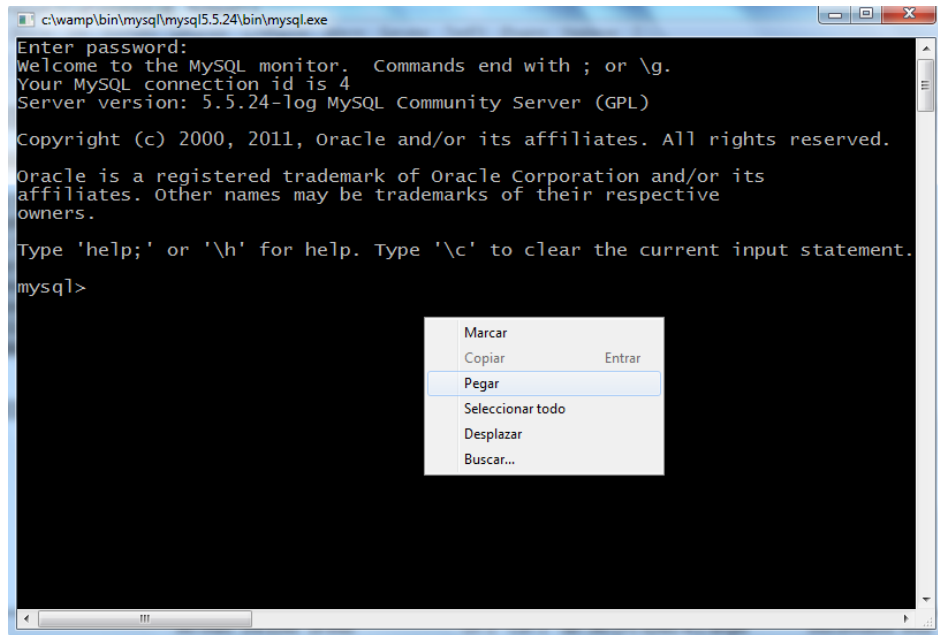 c:\wamp\bin\mysql\mysql5.5.24\bin\mysql.exe
Enter password:
Welcome to the MySQL monitor.  Commands end with ; or \g.
Your MySQL connection id is 4
Server version: 5.5.24-log MySQL Community Server (GPL)
Copyright (c) 2000, 2011, Oracle and/or its affiliates. All rights reserved.
Oracle is a registered trademark of Oracle Corporation and/or its
affiliates. Other names may be trademarks of their respective
owners.
Type 'help;' or '\h' for help. Type '\c' to clear the current input statement.
mysql>
Marcar
Copiar Entrar
Pegar
Seleccionar todo
Desplazar
Buscar...